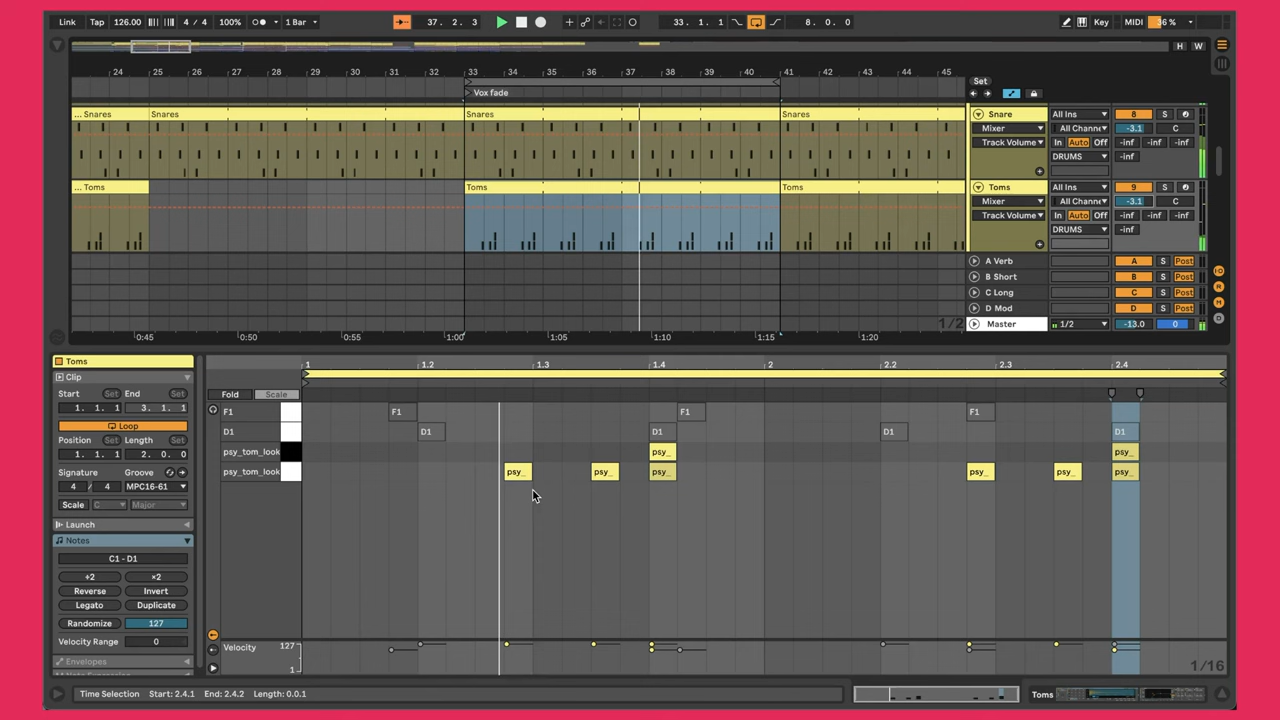 Link Tap 126.00 4 / 4 100% 1 Bar 37. 2. 3 33. 1. 1 8. 0. 0 Key MIDI 36 %
H W
24 25 26 27 28 29 30 31 32 33 34 35 36 37 38 39 40 41 42 43 44 45 Set
Vox fade
... Snares Snares Snares Snares Snare All Ins 8 S
Mixer All Channe -3.1 C
Track Volume In Auto Off -inf -inf -inf
DRUMS -inf
... Toms Toms Toms Toms All Ins 9 S
Mixer All Channe -3.1 C
Track Volume In Auto Off -inf -inf -inf
DRUMS -inf
A Verb A S Post
B Short B S Post
C Long C S Post
D Mod D S Post
1/2 Master 1/2 -13.0 0
0:45 0:50 0:55 1:00 1:05 1:10 1:15 1:20
Toms
Clip
Start Set End Set
1. 1. 1 3. 1. 1
Loop
Position Set Length Set
1. 1. 1 2. 0. 0
Signature Groove
4 / 4 MPC16-61
Scale C Major
Launch
Notes
C1 - D1
+2 ×2
Reverse Invert
Legato Duplicate
Randomize 127
Velocity Range 0
Envelopes
1 1.2 1.3 1.4 2 2.2 2.3 2.4
Fold Scale
F1 F1 F1 F1
D1 D1 D1 D1 D1
psy_tom_look psy_ psy_
psy_tom_look psy_ psy_ psy_ psy_ psy_ psy_
Velocity 127
1 1/16
Time Selection Start: 2.4.1 End: 2.4.2 Length: 0.0.1 Toms